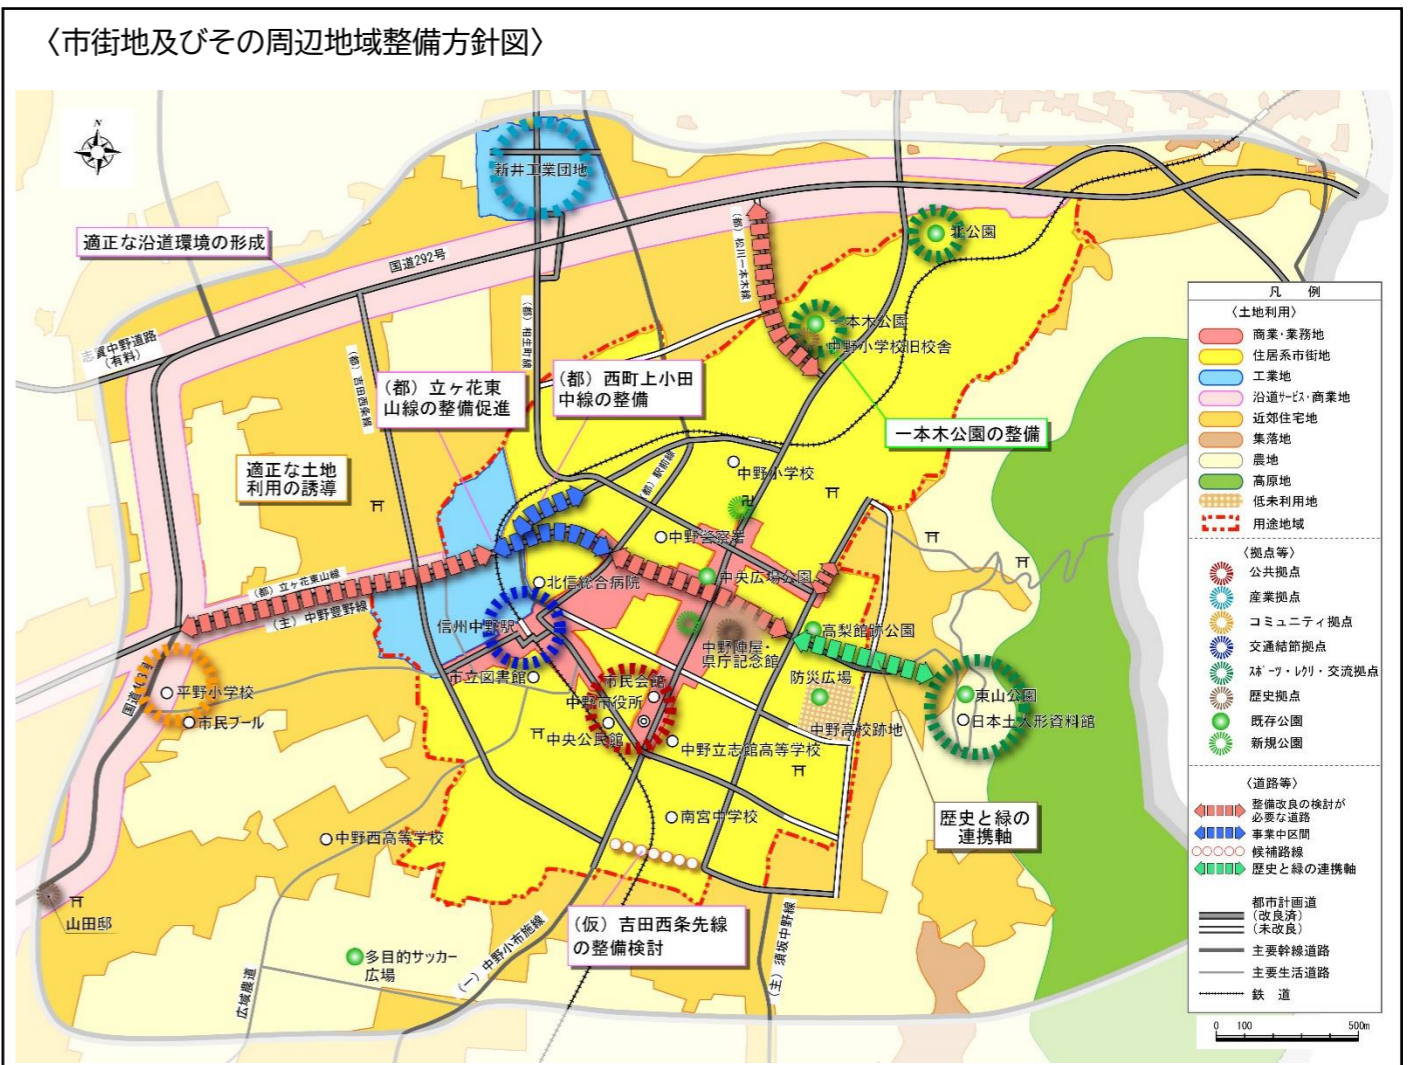 〈市街地及びその周辺地域整備方針図〉
N
新井工業団地
適正な沿道環境の形成
国道292号
(都)松川一本木線
北公園
志賀中野道路
(有料)
(都)相生町線
一本木公園
中野小学校旧校舎
(都)吉田西条線
(都)立ヶ花東
山線の整備促進
(都)西町上小田
中線の整備
一本木公園の整備
適正な土地
利用の誘導
(都)駅前線
中野小学校
中野警察署
中央広場公園
北信総合病院
(都)立ヶ花東山線
(主)中野豊野線
信州中野駅
高梨館跡公園
中野陣屋・
県庁記念館
市立図書館
市民会館
防災広場
国道
平野小学校
市民プール
中野市役所
中央公民館
中野立志館高等学校
中野高校跡地
東山公園
日本土人形資料館
南宮中学校
中野西高等学校
歴史と緑の
連携軸
山田邸
(仮)吉田西条先線
の整備検討
多目的サッカー
広場
広域農道
(一)中野小布施線
(主)須坂中野線
凡 例
〈土地利用〉
商業・業務地
住居系市街地
工業地
沿道サービス・商業地
近郊住宅地
集落地
農地
高原地
低未利用地
用途地域
〈拠点等〉
公共拠点
産業拠点
コミュニティ拠点
交通結節拠点
スポーツ・レクリ・交流拠点
歴史拠点
既存公園
新規公園
〈道路等〉
整備改良の検討が
必要な道路
事業中区間
候補路線
歴史と緑の連携軸
都市計画道
(改良済)
(未改良)
主要幹線道路
主要生活道路
鉄 道
0 100 500m